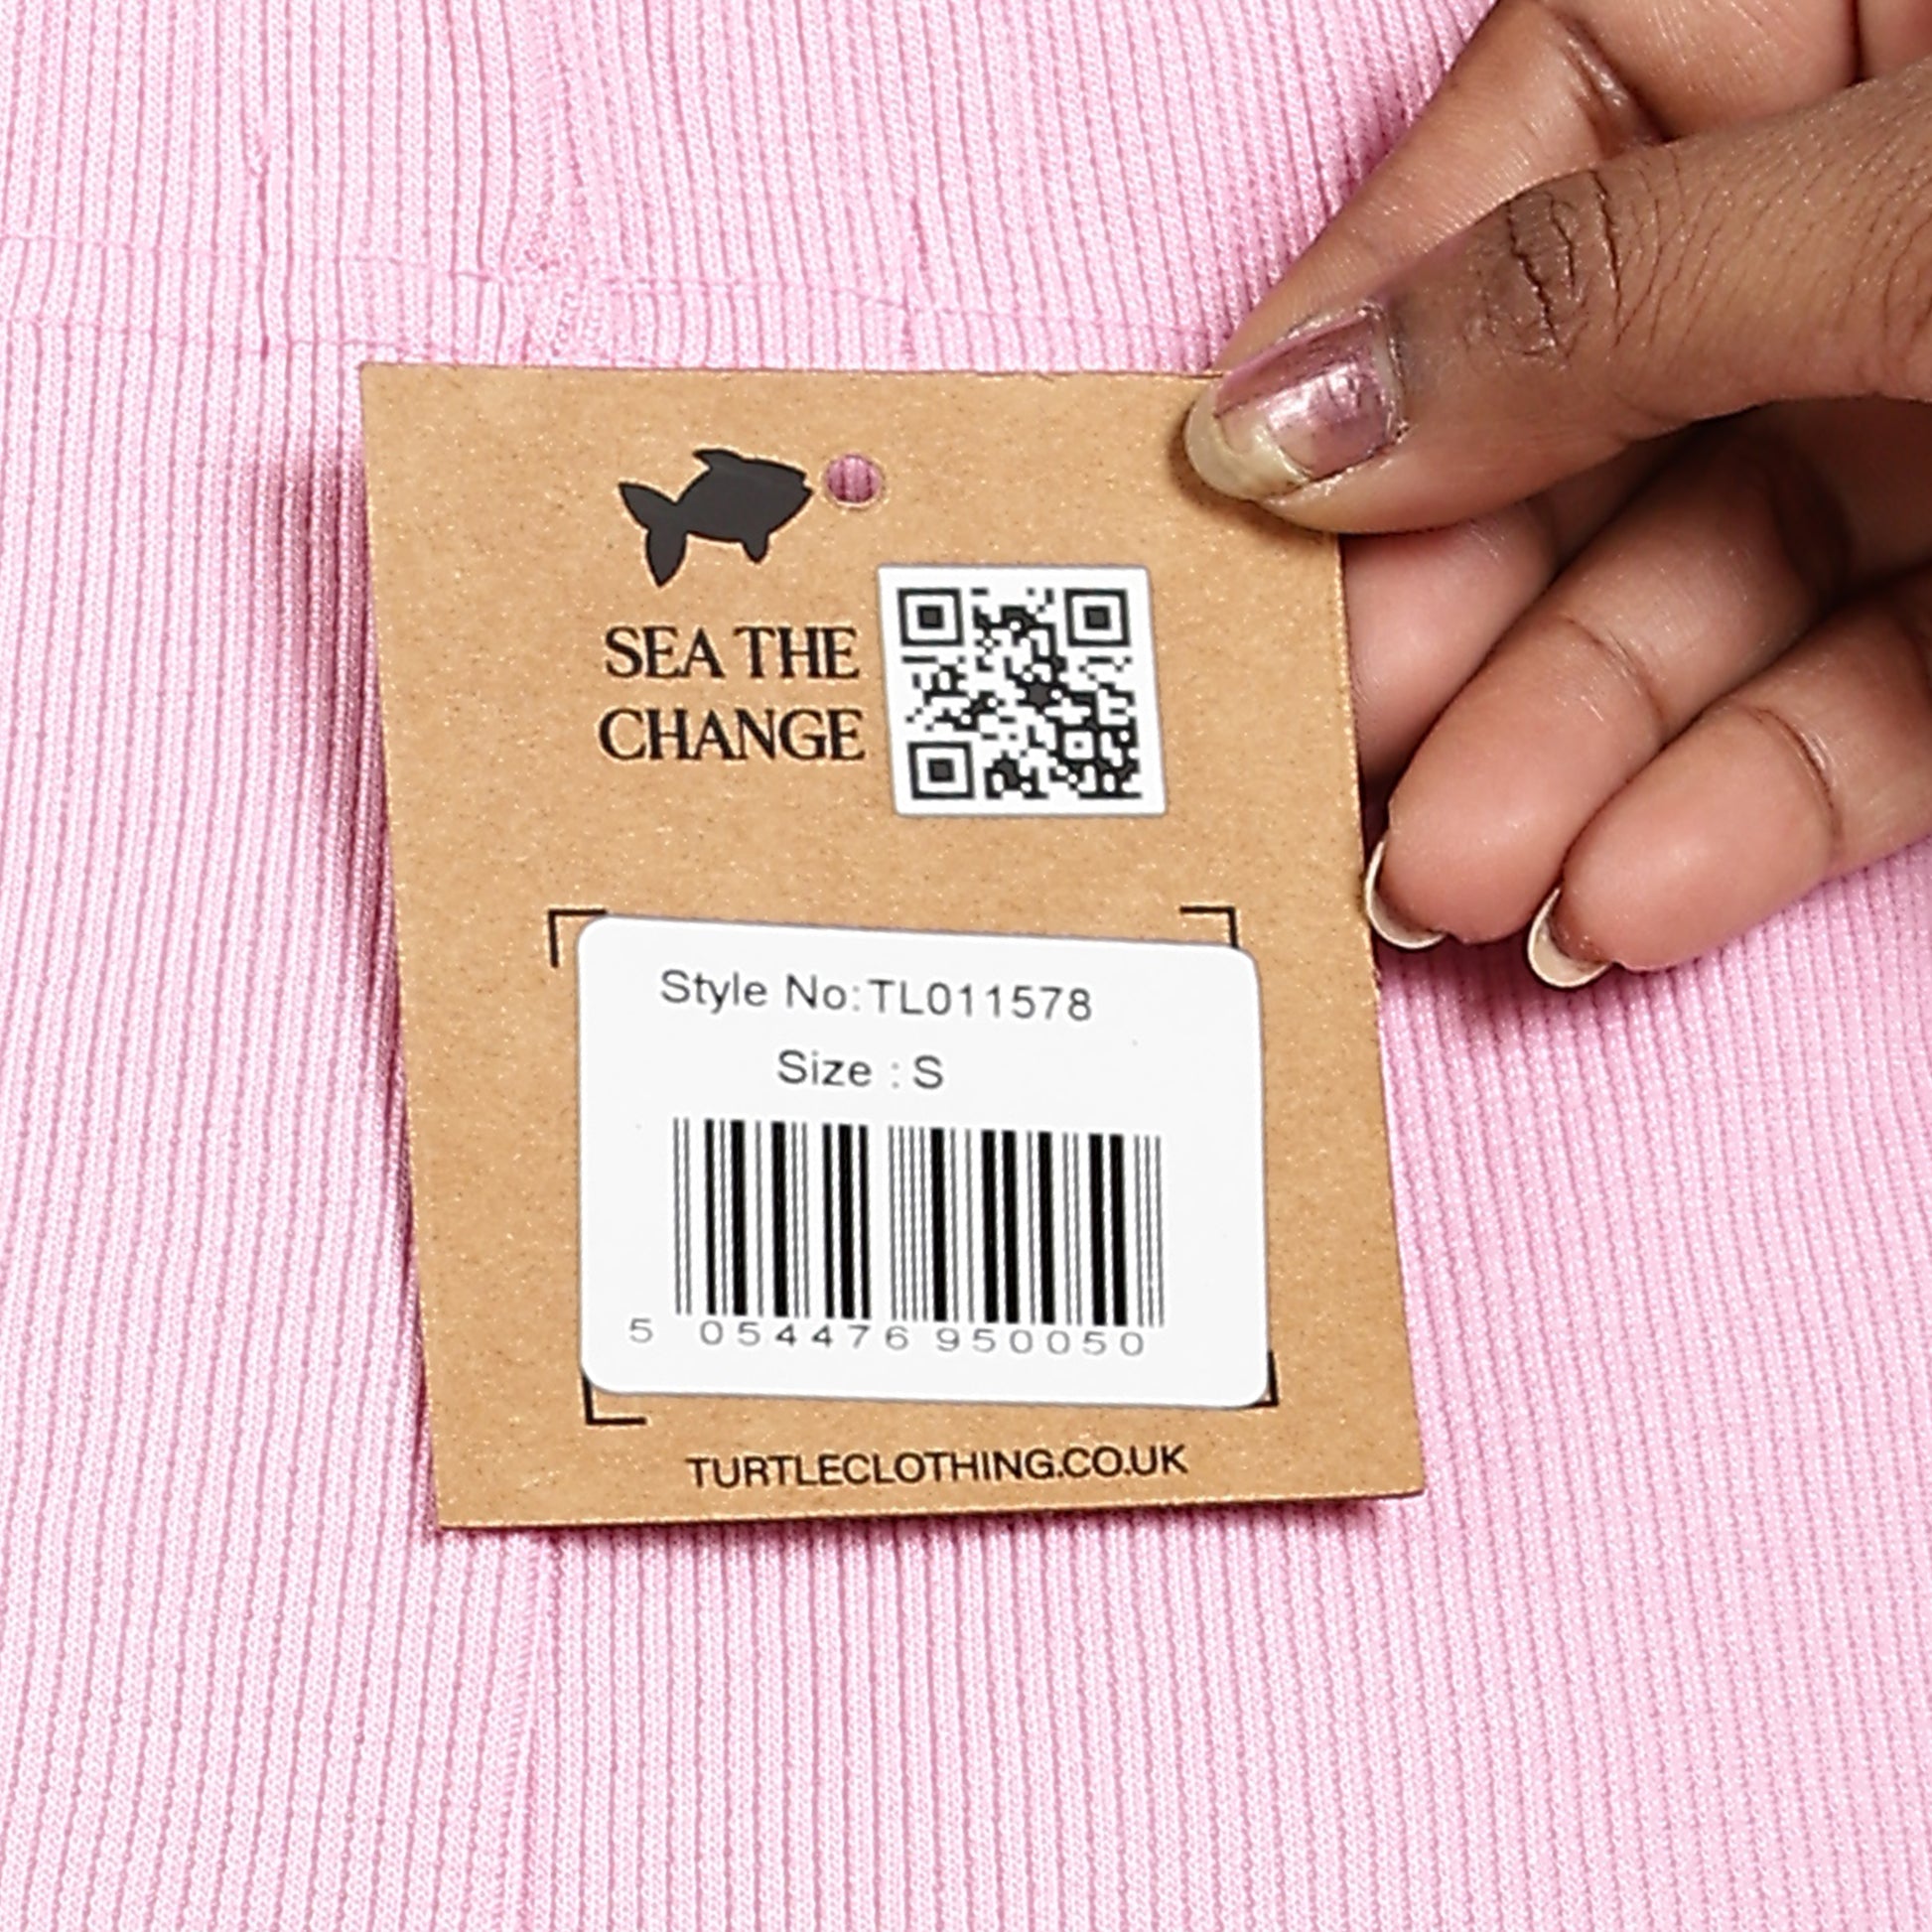 SEA THE
CHANGE
Style No:TL011578
Size : S
5 054476 950050
TURTLECLOTHING.CO.UK